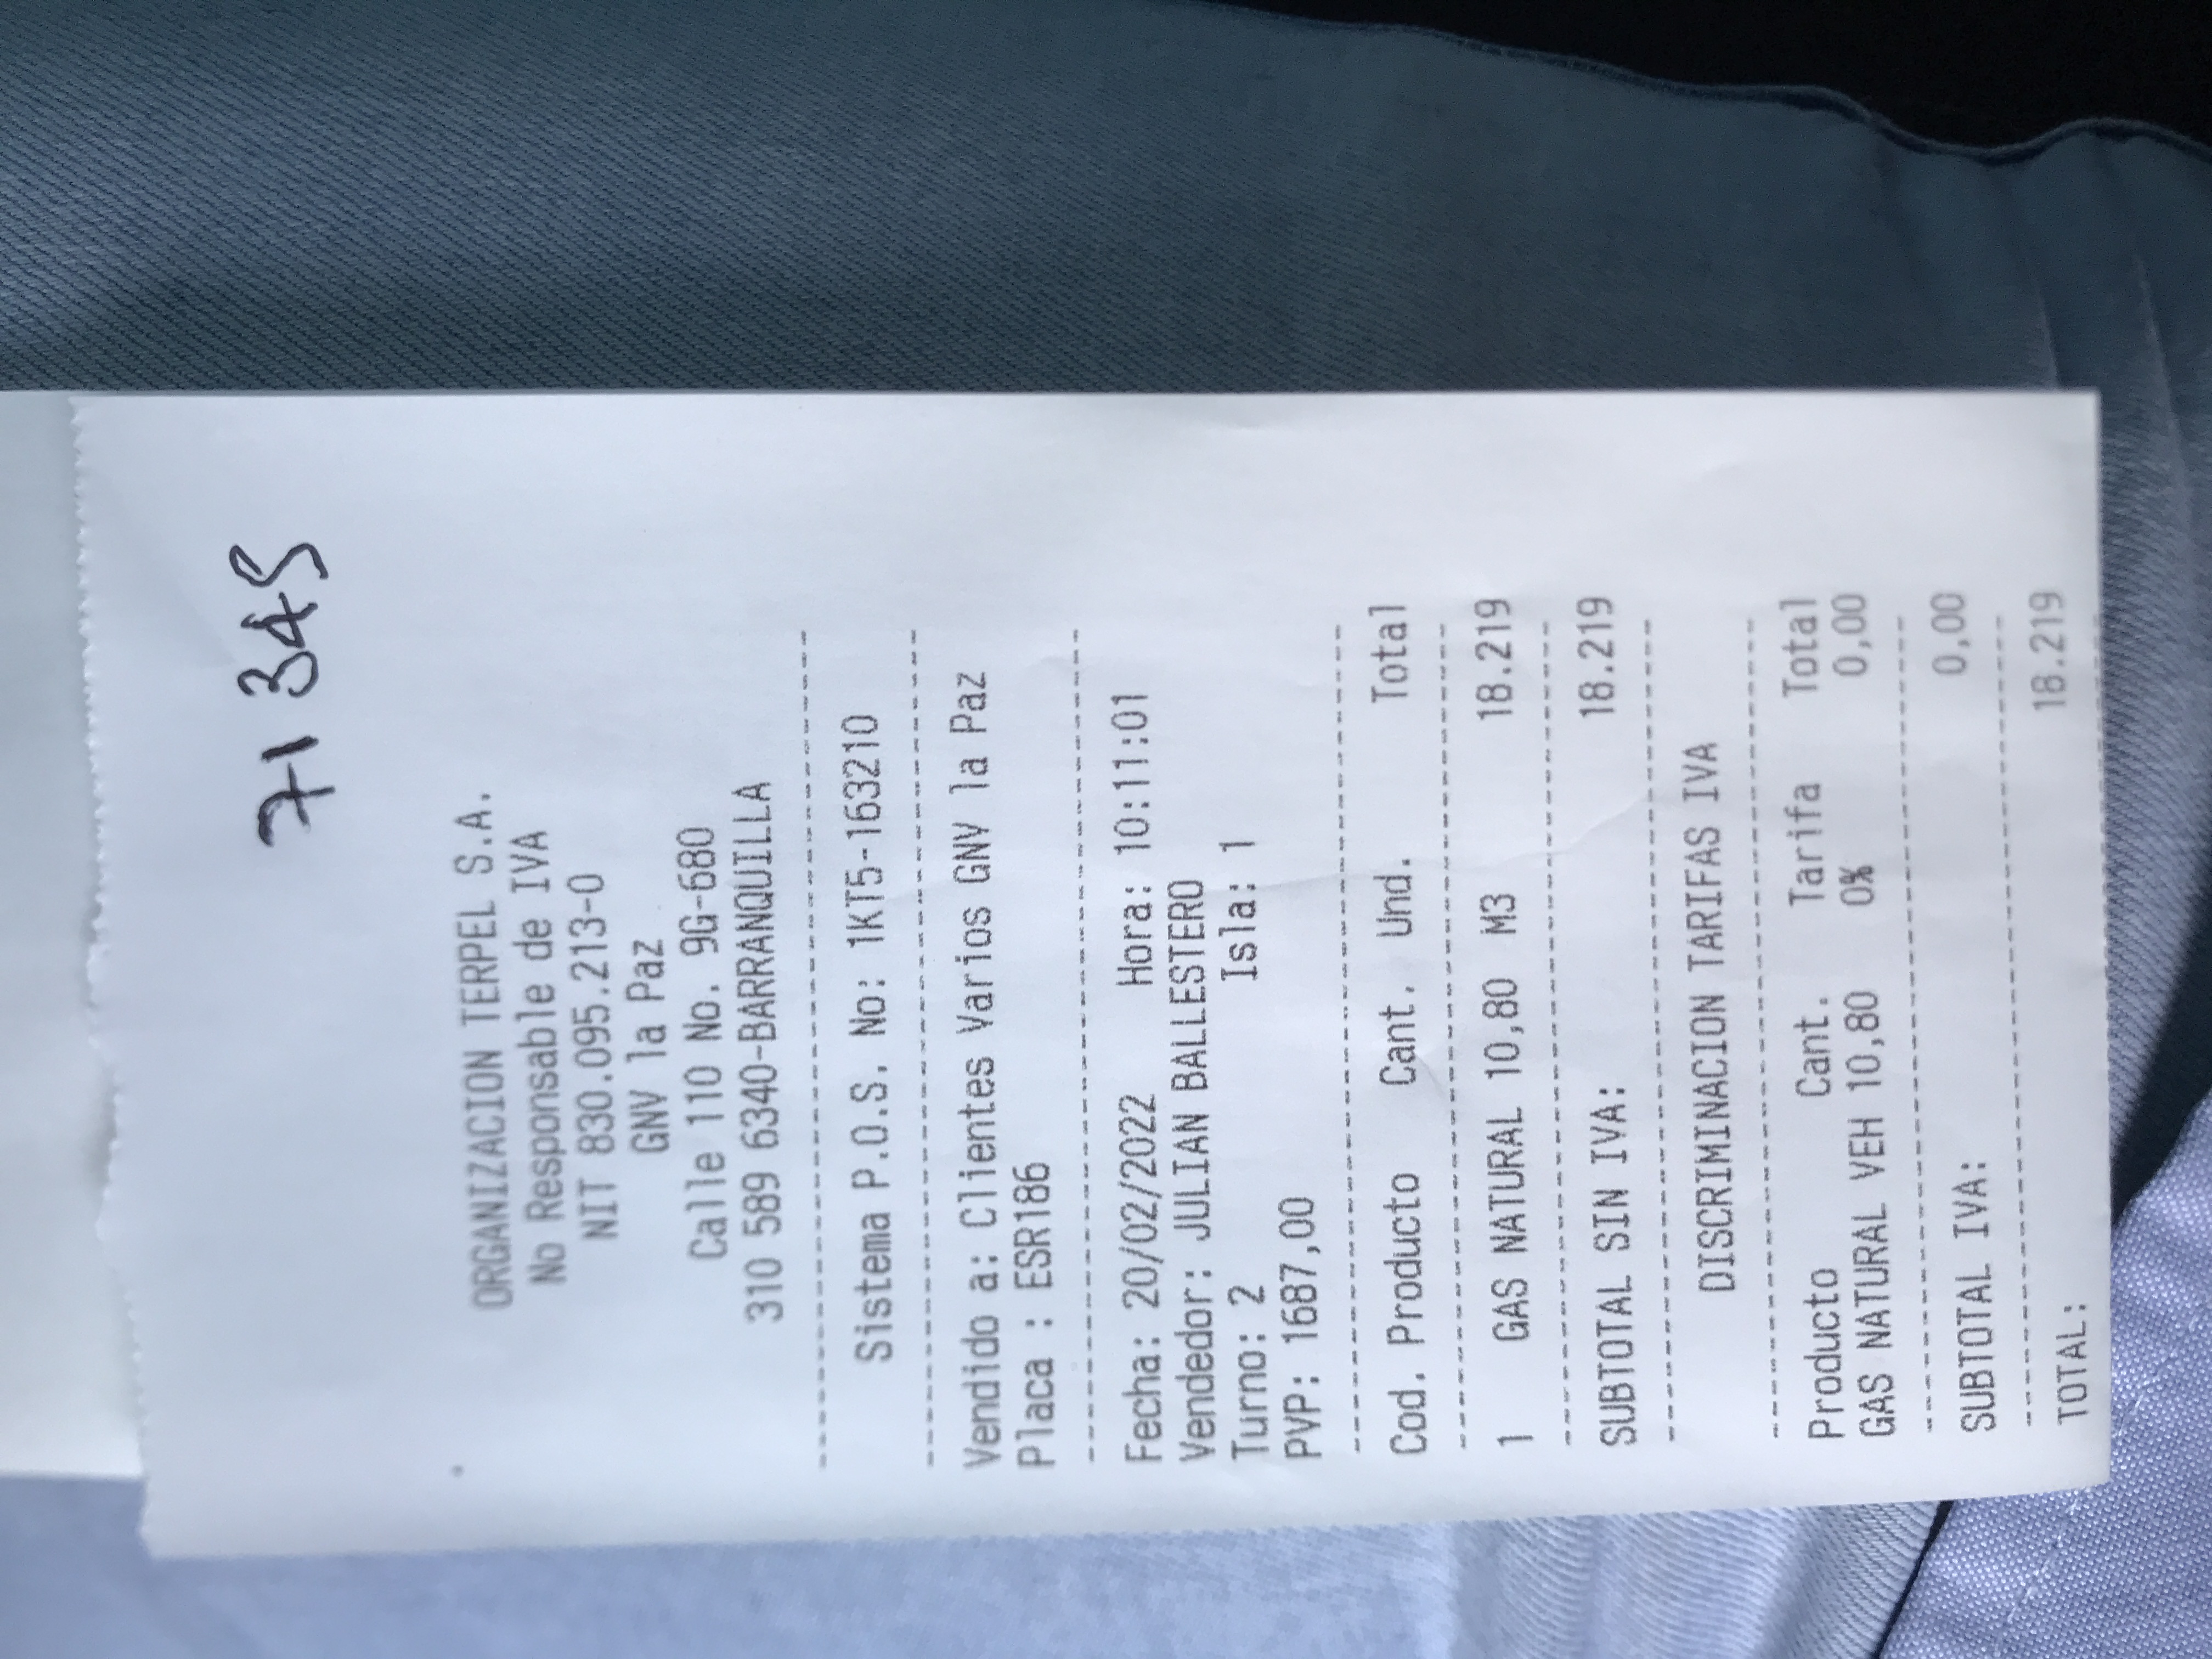 71345
ORGANIZACION TERPEL S.A.
No Responsable de IVA
NIT 830.095.213-0
GNV la Paz
Calle 110 No. 9G-680
310 589 6340-BARRANQUILLA
Sistema P.O.S. No: 1KT5-163210
Vendido a: Clientes Varios GNV la Paz
Placa : ESR186
Fecha: 20/02/2022 Hora: 10:11:01
Vendedor: JULIAN BALLESTERO
Turno: 2 Isla: 1
PVP: 1687,00
Cod. Producto Cant. Und. Total
1 GAS NATURAL 10,80 M3 18.219
SUBTOTAL SIN IVA: 18.219
DISCRIMINACION TARIFAS IVA
Producto Cant. Tarifa Total
GAS NATURAL VEH 10,80 0% 0,00
SUBTOTAL IVA: 0,00
TOTAL: 18.219